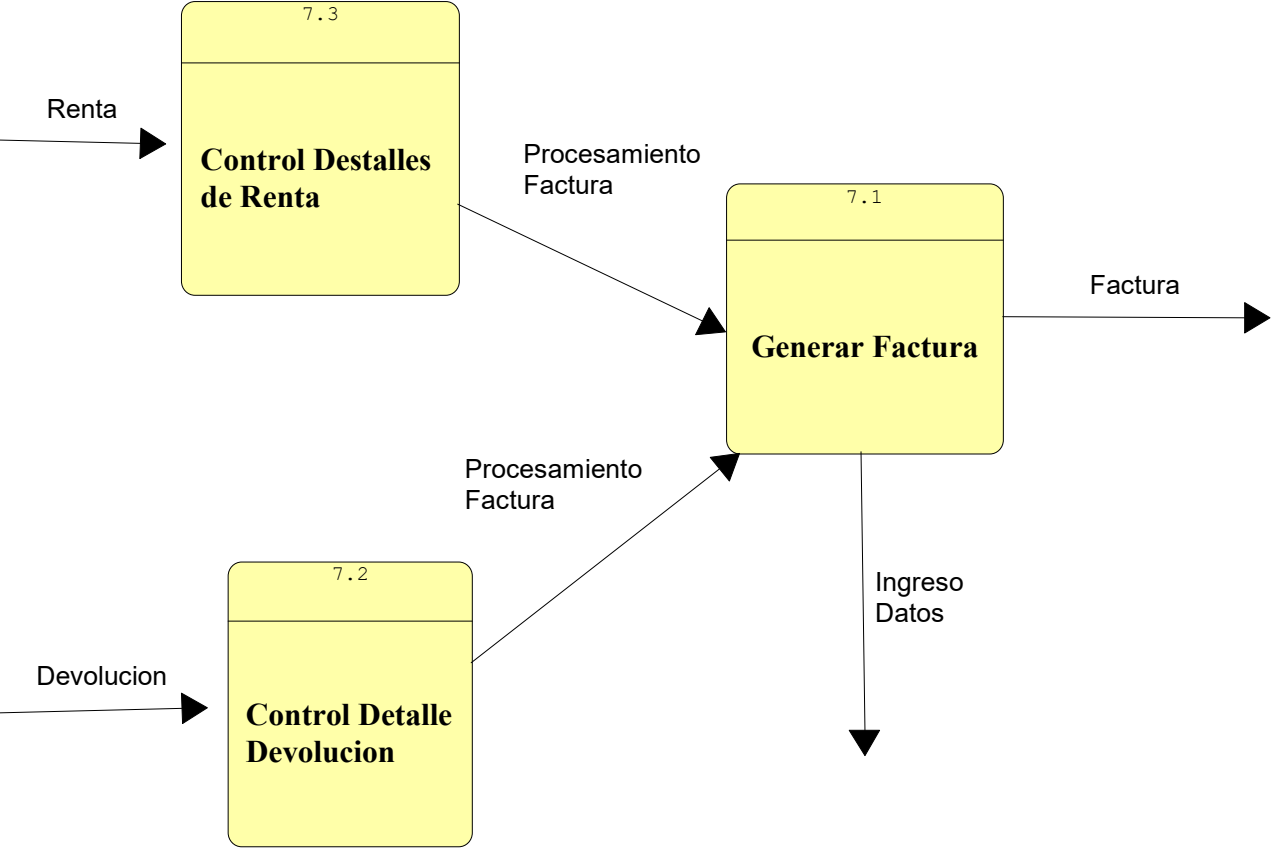 7.3
Renta
Control Destalles
de Renta
Procesamiento
Factura
7.1
Factura
Generar Factura
Procesamiento
Factura
7.2
Ingreso
Datos
Devolucion
Control Detalle
Devolucion